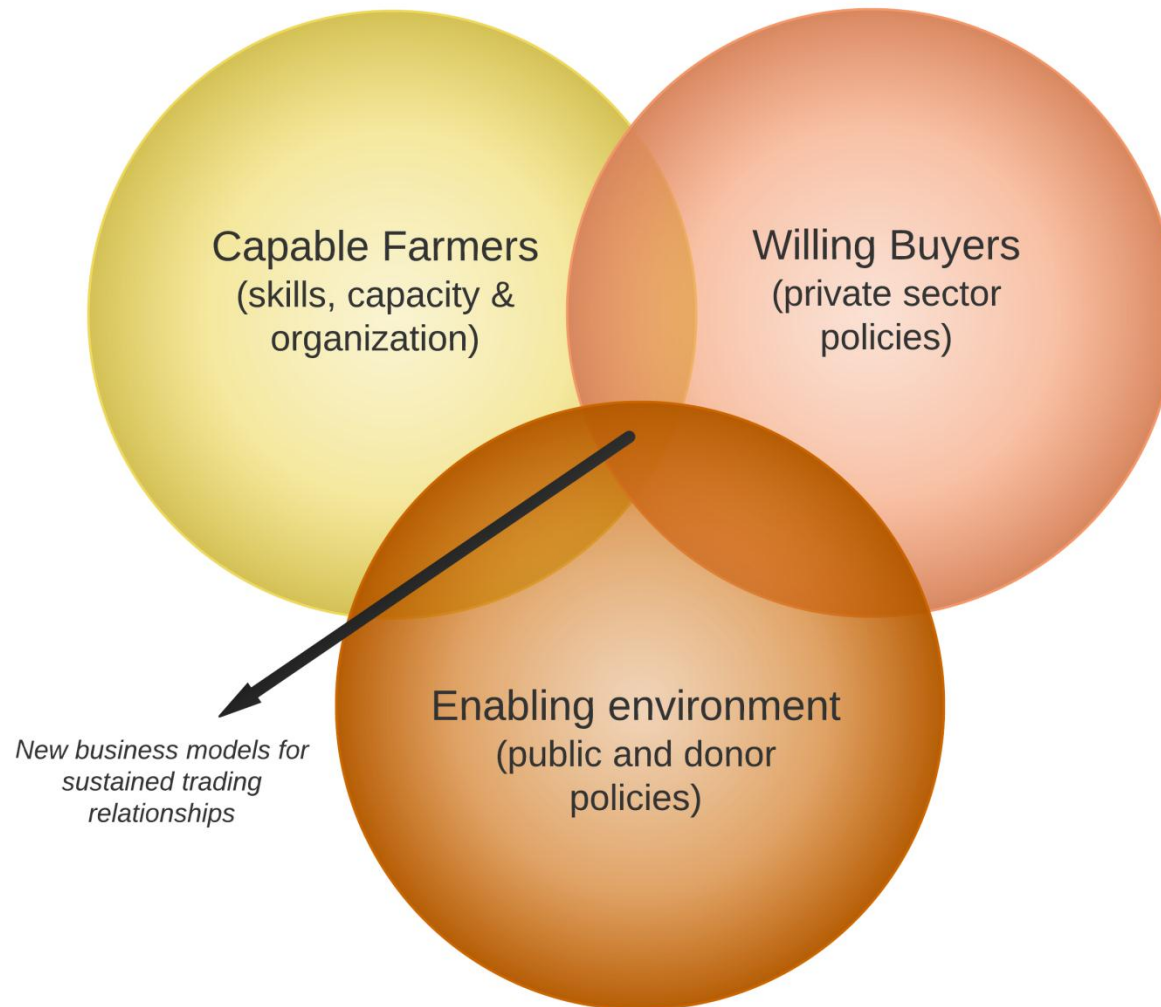 Capable Farmers
(skills, capacity &
organization)
Willing Buyers
(private sector
policies)
Enabling environment
(public and donor
policies)
New business models for
sustained trading
relationships